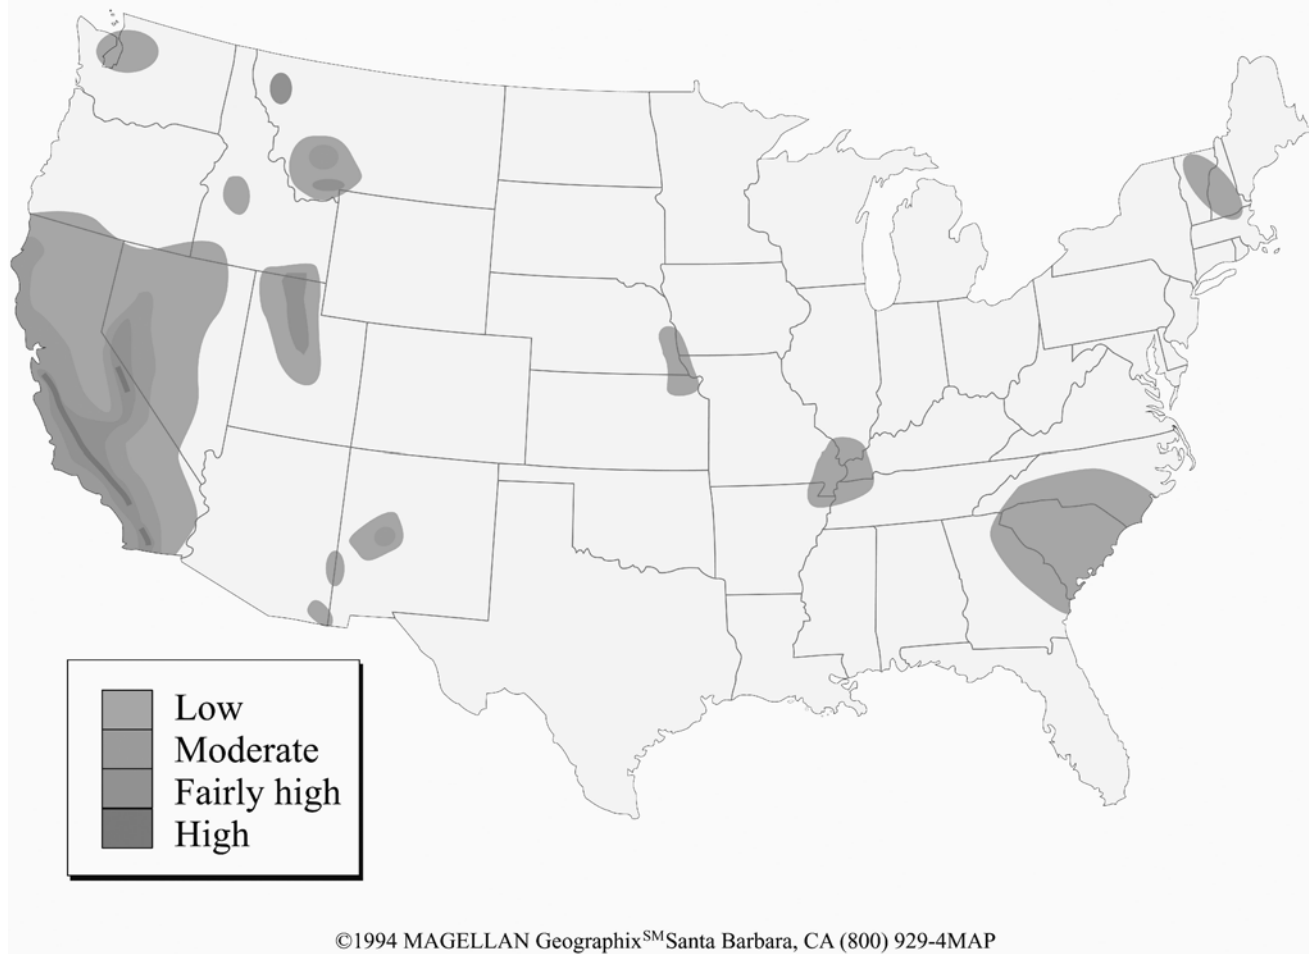 Low
Moderate
Fairly high
High
©1994 MAGELLAN Geographix℠Santa Barbara, CA (800) 929-4MAP